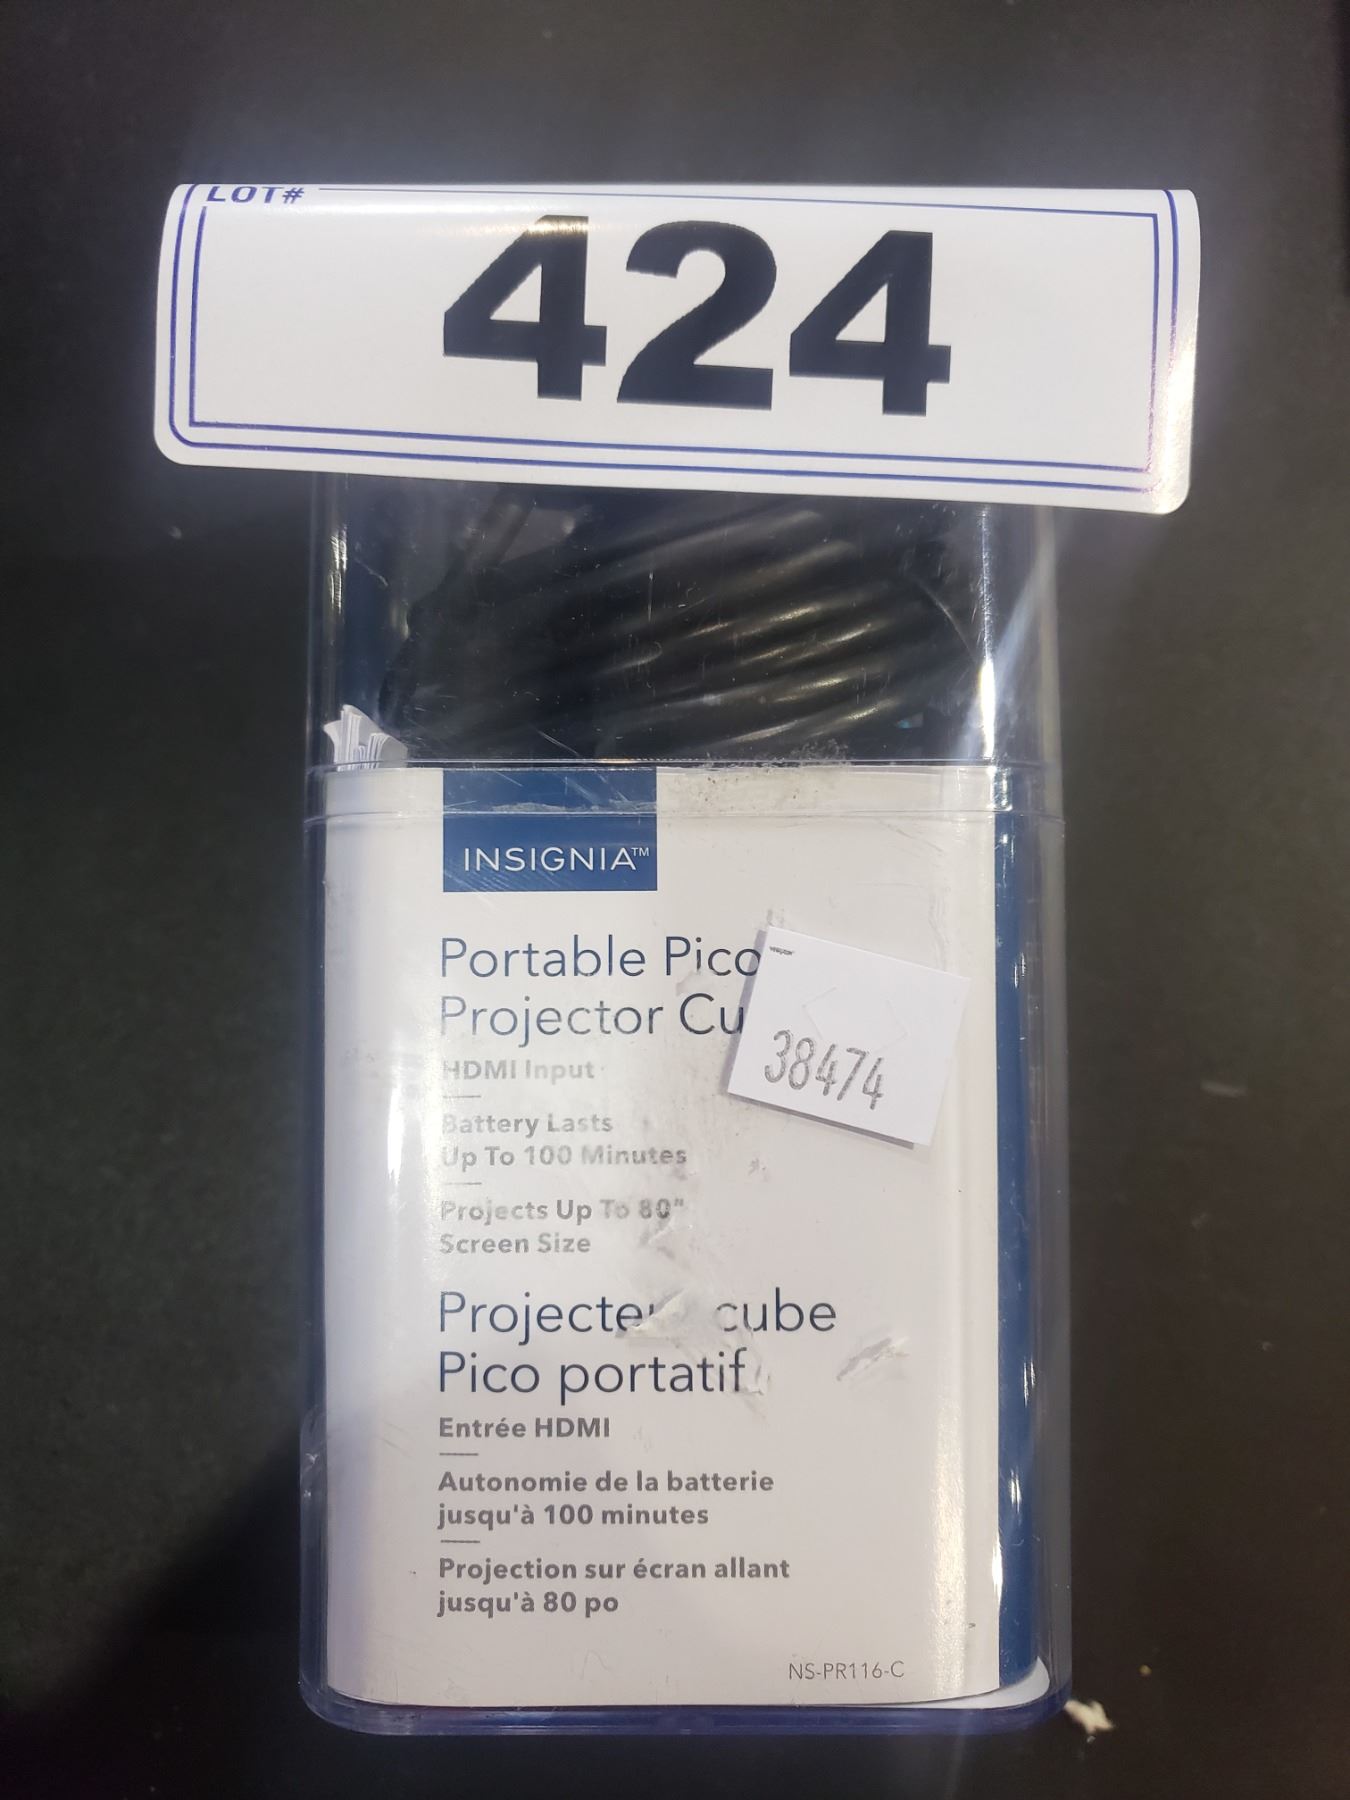 LOT#
424
INSIGNIA™
Portable Pico
Projector Cu
38474
HDMI Input
Battery Lasts
Up To 100 Minutes
Projects Up To 80"
Screen Size
cube
Pico portatif
Entrée HDMI
Autonomie de la batterie
jusqu'à 100 minutes
Projection sur écran allant
jusqu'à 80 po
NS-PR116-C